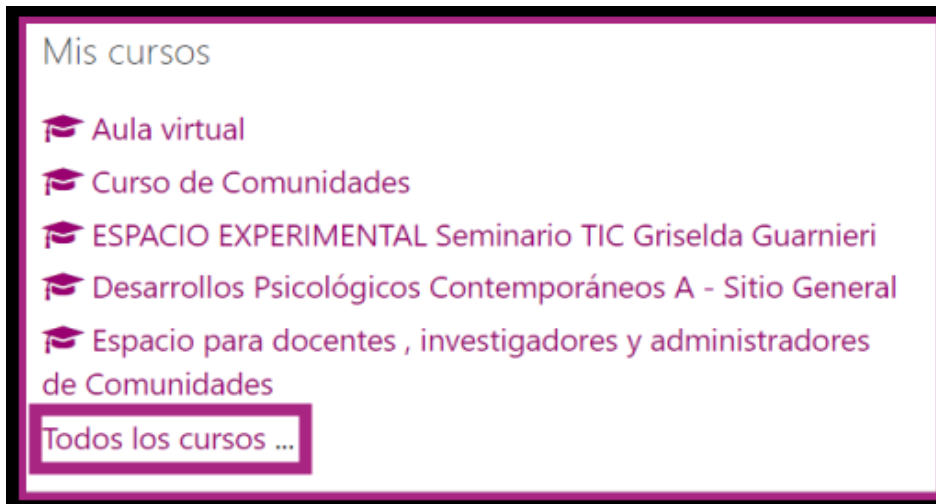 Mis cursos
Aula virtual
Curso de Comunidades
ESPACIO EXPERIMENTAL Seminario TIC Griselda Guarnieri
Desarrollos Psicológicos Contemporáneos A - Sitio General
Espacio para docentes , investigadores y administradores
de Comunidades
Todos los cursos ...